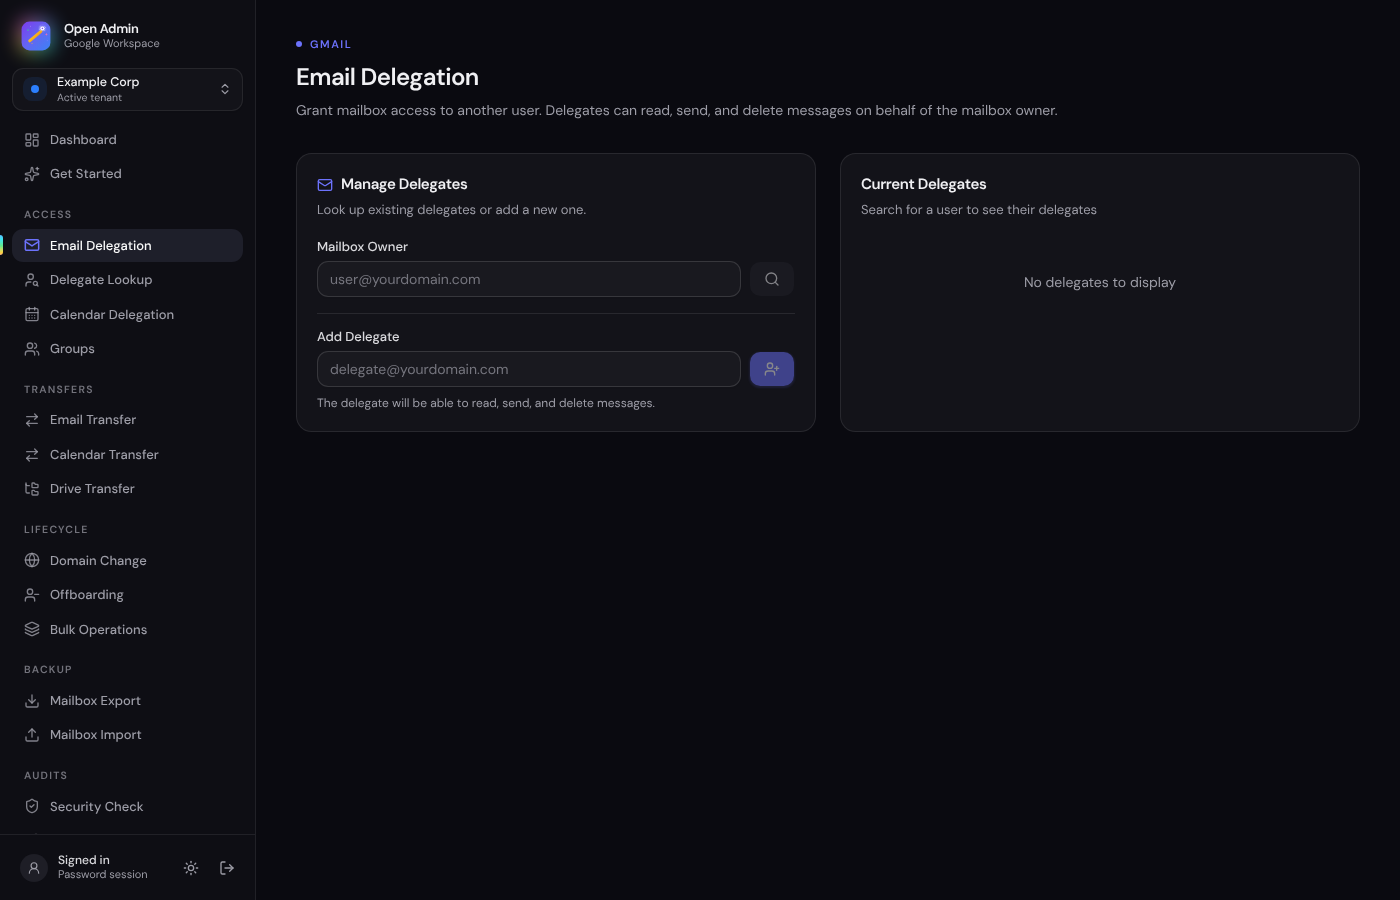 Open Admin
Google Workspace
Example Corp
Active tenant
Dashboard
Get Started
ACCESS
Email Delegation
Delegate Lookup
Calendar Delegation
Groups
TRANSFERS
Email Transfer
Calendar Transfer
Drive Transfer
LIFECYCLE
Domain Change
Offboarding
Bulk Operations
BACKUP
Mailbox Export
Mailbox Import
AUDITS
Security Check
Signed in
Password session
GMAIL
Email Delegation
Grant mailbox access to another user. Delegates can read, send, and delete messages on behalf of the mailbox owner.
Manage Delegates
Look up existing delegates or add a new one.
Mailbox Owner
user@yourdomain.com
Add Delegate
delegate@yourdomain.com
The delegate will be able to read, send, and delete messages.
Current Delegates
Search for a user to see their delegates
No delegates to display